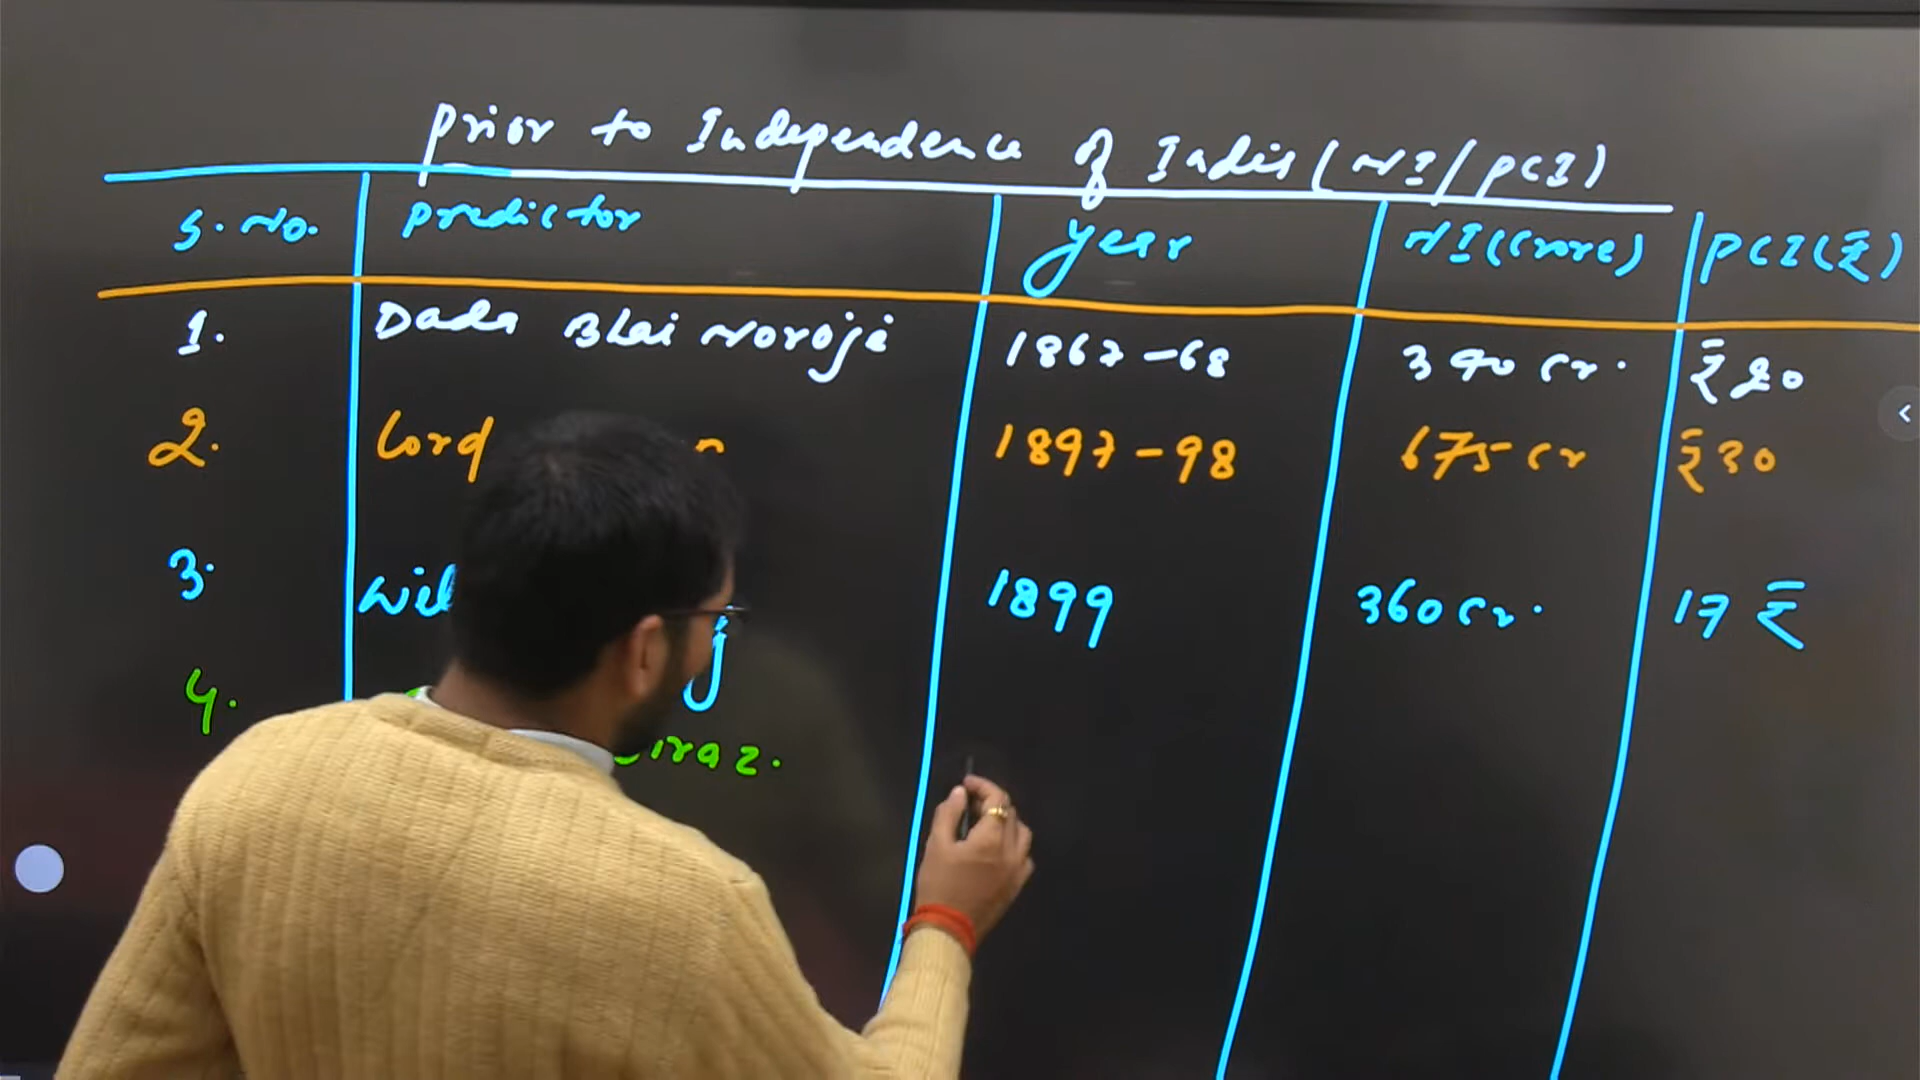 Prior to Independence of India (NI/PCI)
S.No. Predictor year NI(Crore) PCI(₹)
1. Dada Bhai Noroji 1867-68 340 cr. ₹20
2. Lord 1897-98 675 cr ₹30
3. 1899 360 cr. 17 ₹
4.